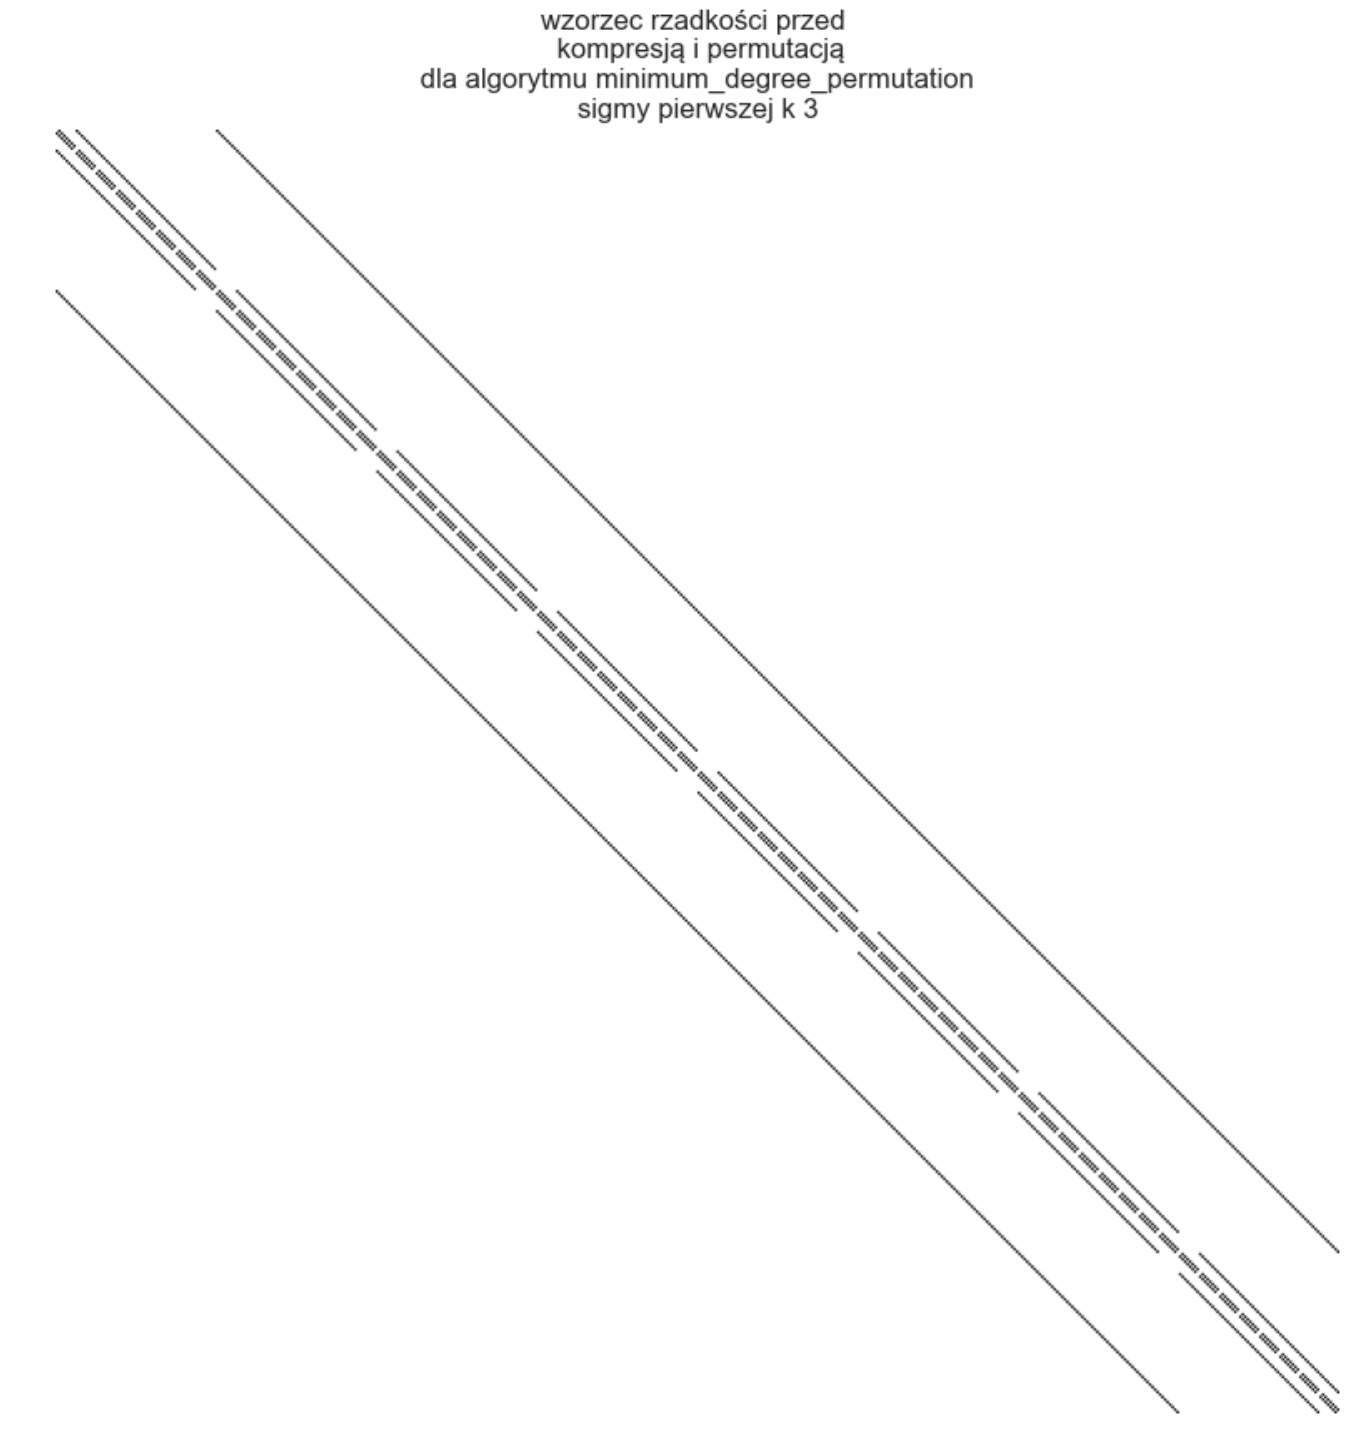 wzorzec rzadkości przed
kompresją i permutacją
dla algorytmu minimum_degree_permutation
sigmy pierwszej k 3